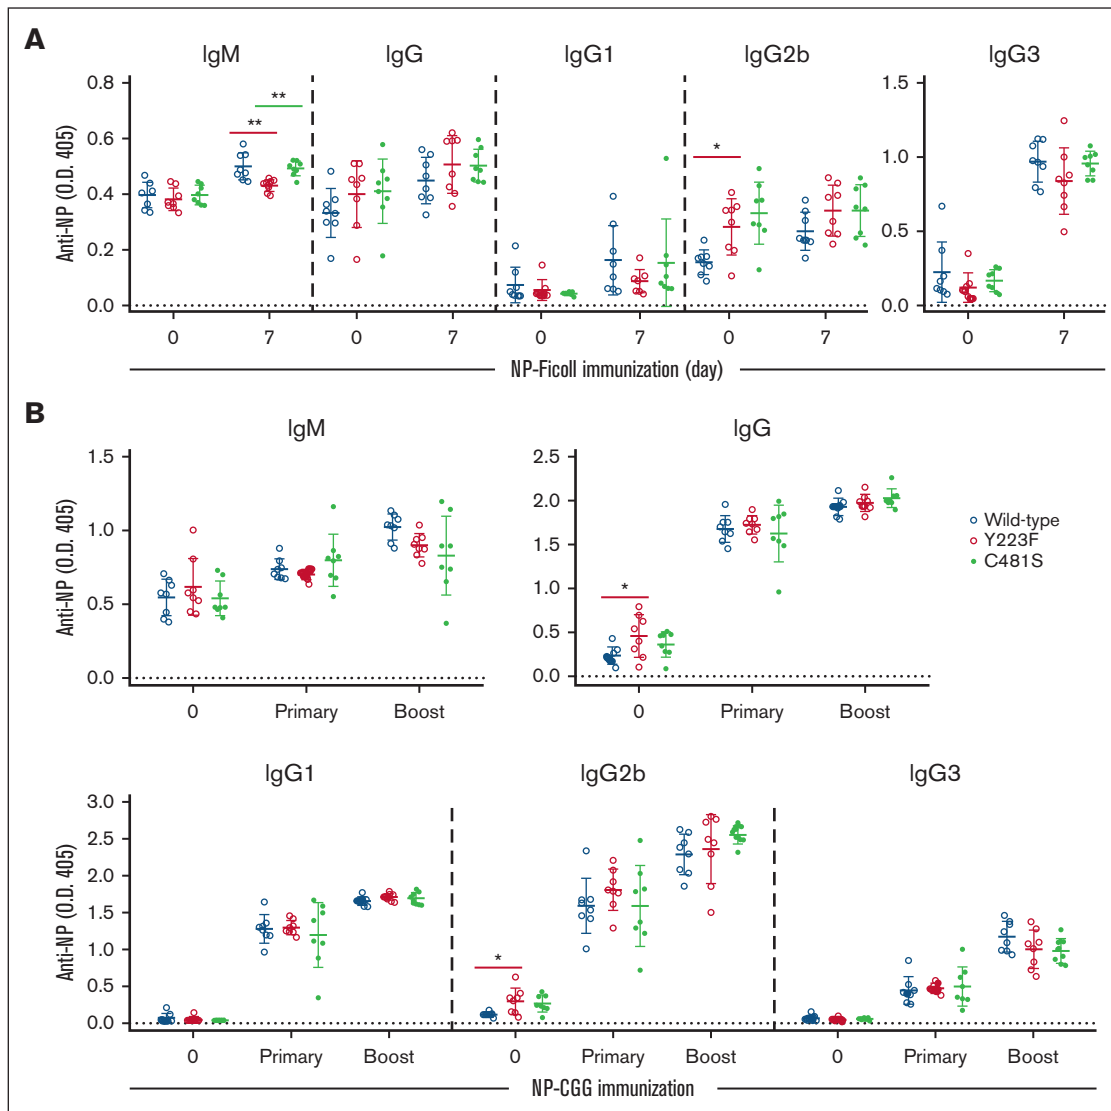 A
IgM IgG IgG1 IgG2b IgG3
Anti-NP (O.D. 405)
0.8
0.6
0.4
0.2
0.0
1.5
1.0
0.5
0.0
** **
*
0 7 0 7 0 7 0 7 0 7
NP-Ficoll immunization (day)
B
IgM IgG
Anti-NP (O.D. 405)
1.5
1.0
0.5
0.0
2.5
2.0
1.5
1.0
0.5
0.0
*
Wild-type
Y223F
C481S
0 Primary Boost 0 Primary Boost
IgG1 IgG2b IgG3
Anti-NP (O.D. 405)
3.0
2.5
2.0
1.5
1.0
0.5
0.0
*
0 Primary Boost 0 Primary Boost 0 Primary Boost
NP-CGG immunization